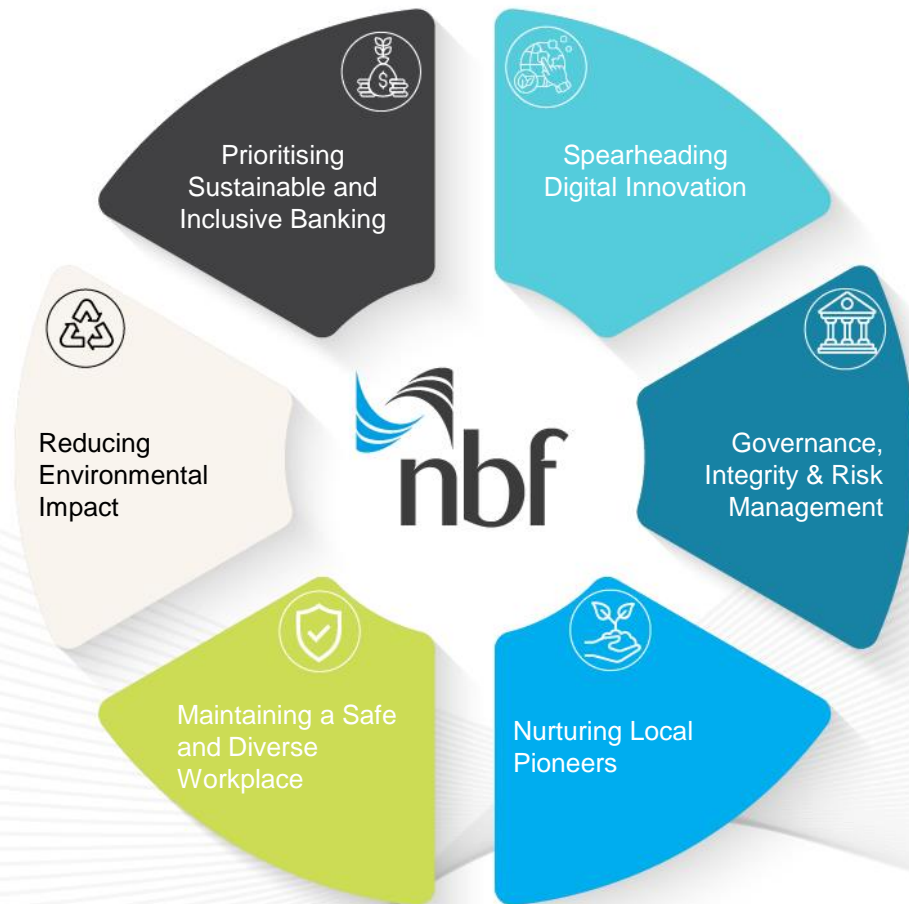 Prioritising
Sustainable and
Inclusive Banking
Spearheading
Digital Innovation
Governance,
Integrity & Risk
Management
Nurturing Local
Pioneers
Maintaining a Safe
and Diverse
Workplace
Reducing
Environmental
Impact
nbf
$